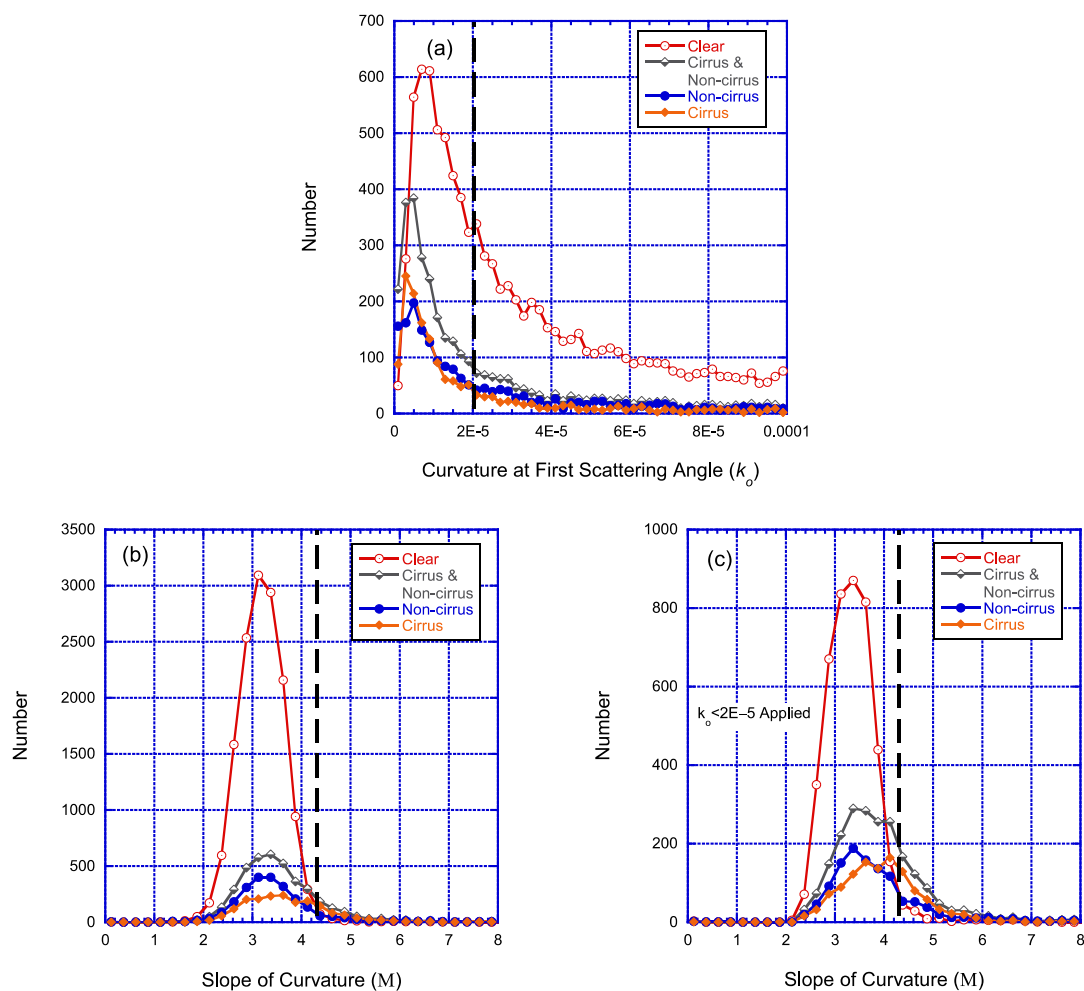 (a)
700
600
500
400
300
200
100
0
Number
Clear
Cirrus &
Non-cirrus
Non-cirrus
Cirrus
0
2E-5
4E-5
6E-5
8E-5
0.0001
Curvature at First Scattering Angle (k_o)
(b)
3500
3000
2500
2000
1500
1000
500
0
Number
Clear
Cirrus &
Non-cirrus
Non-cirrus
Cirrus
0 1 2 3 4 5 6 7 8
Slope of Curvature (M)
(c)
1000
800
600
400
200
0
Number
Clear
Cirrus &
Non-cirrus
Non-cirrus
Cirrus
k_o<2E–5 Applied
0 1 2 3 4 5 6 7 8
Slope of Curvature (M)